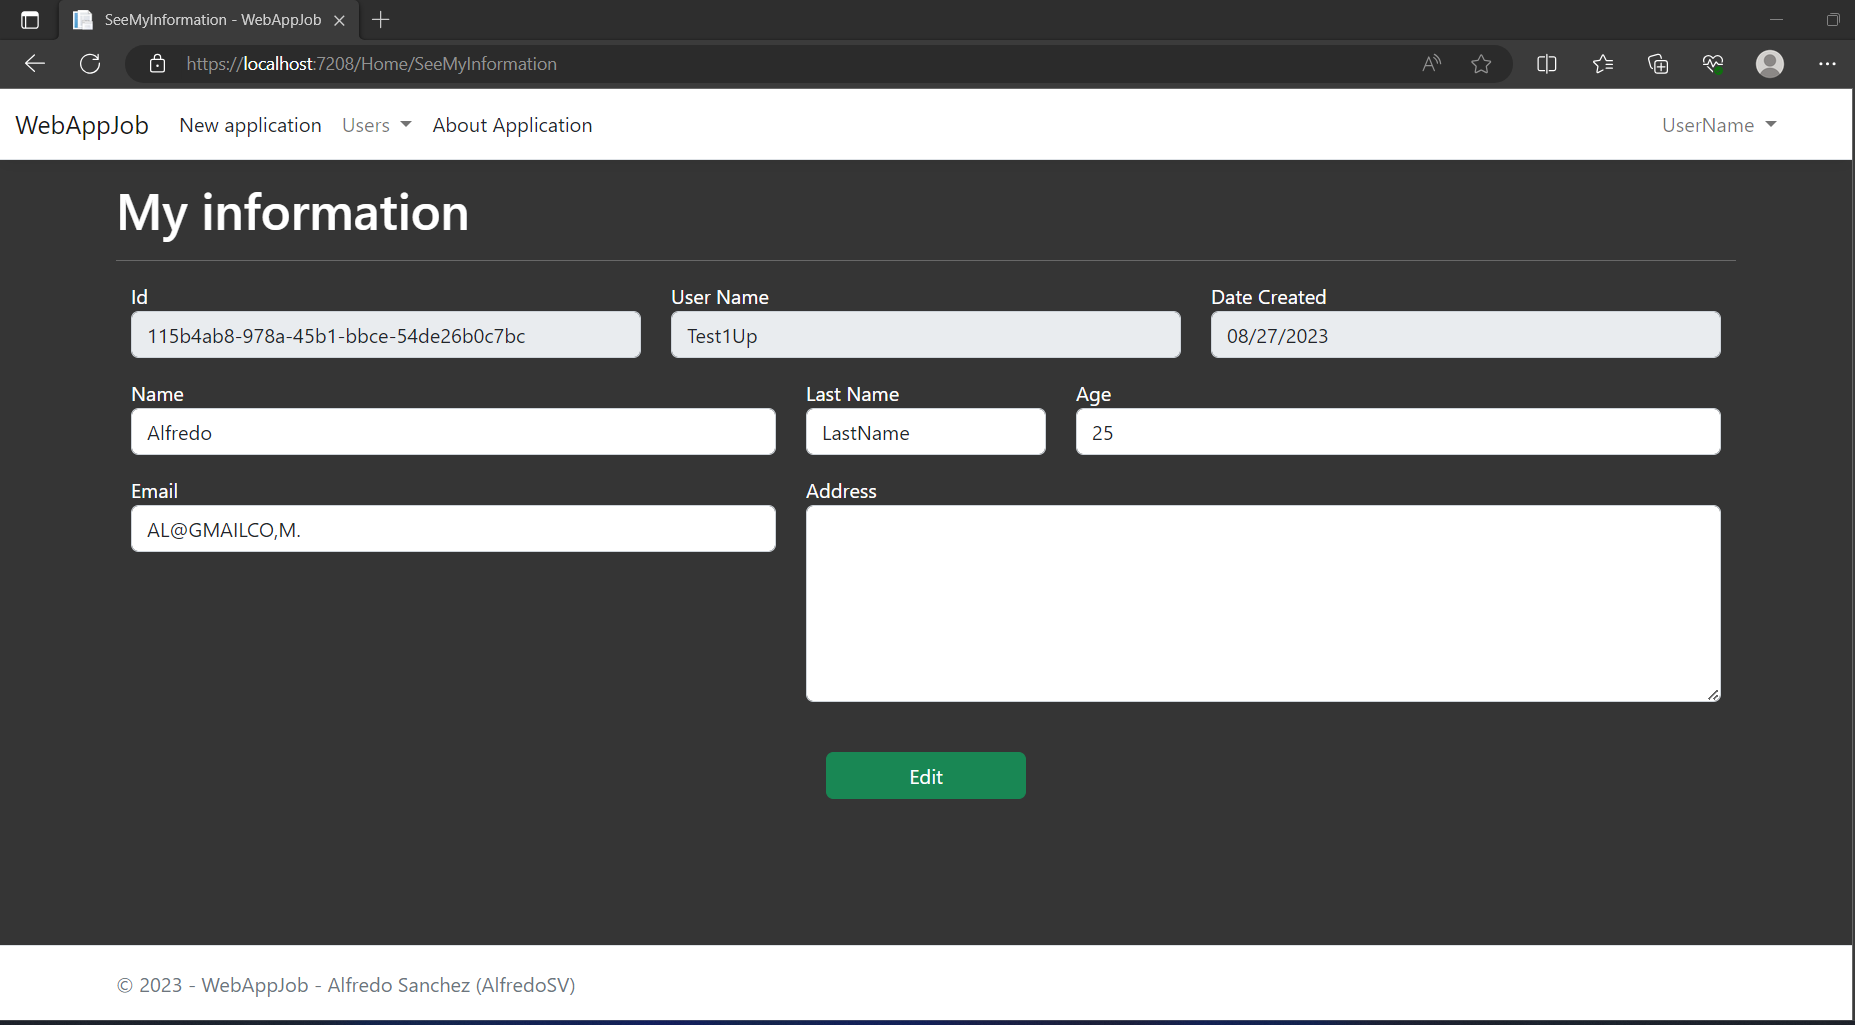 SeeMyInformation - WebAppJob
https://localhost:7208/Home/SeeMyInformation
WebAppJob New application Users About Application UserName
My information
Id User Name Date Created
115b4ab8-978a-45b1-bbce-54de26b0c7bc Test1Up 08/27/2023
Name Last Name Age
Alfredo LastName 25
Email Address
AL@GMAILCO,M.
Edit
© 2023 - WebAppJob - Alfredo Sanchez (AlfredoSV)